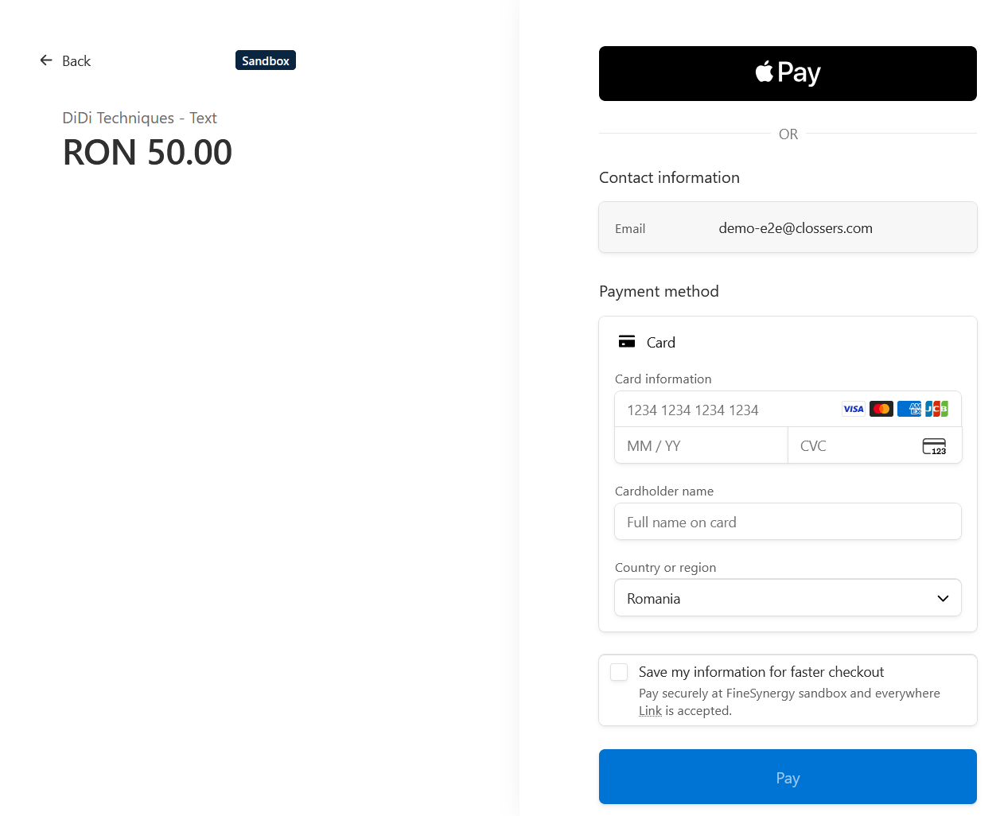 Back
Sandbox
DiDi Techniques - Text
RON 50.00
Pay
OR
Contact information
Email demo-e2e@clossers.com
Payment method
Card
Card information
1234 1234 1234 1234 VISA AMEX JCB
MM / YY CVC 123
Cardholder name
Full name on card
Country or region
Romania
Save my information for faster checkout
Pay securely at FineSynergy sandbox and everywhere
Link is accepted.
Pay